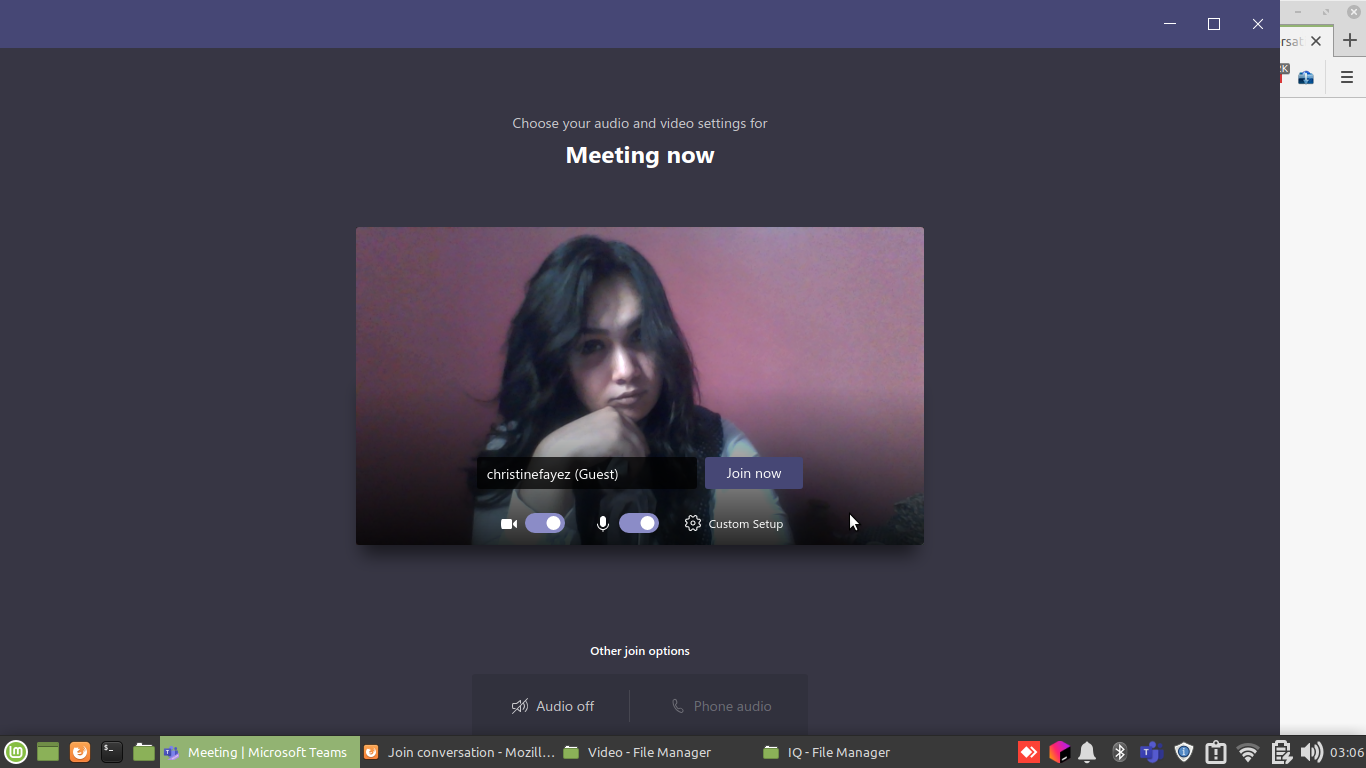 rsat
2K
Choose your audio and video settings for
Meeting now
christinefayez (Guest)
Join now
Custom Setup
Other join options
Audio off
Phone audio
Meeting | Microsoft Teams
Join conversation - Mozill...
Video - File Manager
IQ - File Manager
03:06